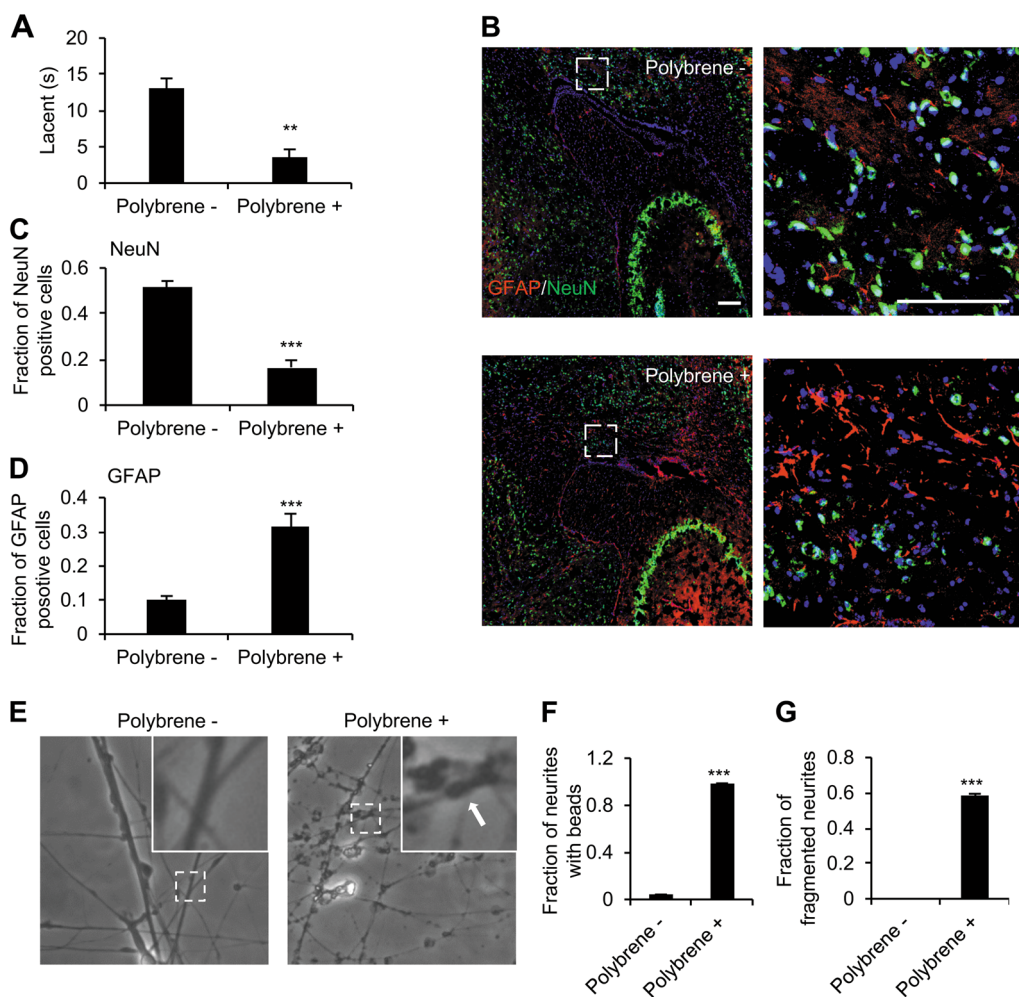 A
Lacent (s)
20
15
10
5
0
**
Polybrene -
Polybrene +
B
Polybrene -
GFAP/NeuN
Polybrene +
C
NeuN
Fraction of NeuN
positive cells
0.6
0.4
0.2
0
***
Polybrene -
Polybrene +
D
GFAP
Fraction of GFAP
posotive cells
0.4
0.3
0.2
0.1
0
***
Polybrene -
Polybrene +
E
Polybrene -
Polybrene +
F
Fraction of neurites
with beads
1.2
0.8
0.4
0
***
Polybrene -
Polybrene +
G
Fraction of
fragmented neurites
0.8
0.6
0.4
0.2
0
***
Polybrene -
Polybrene +